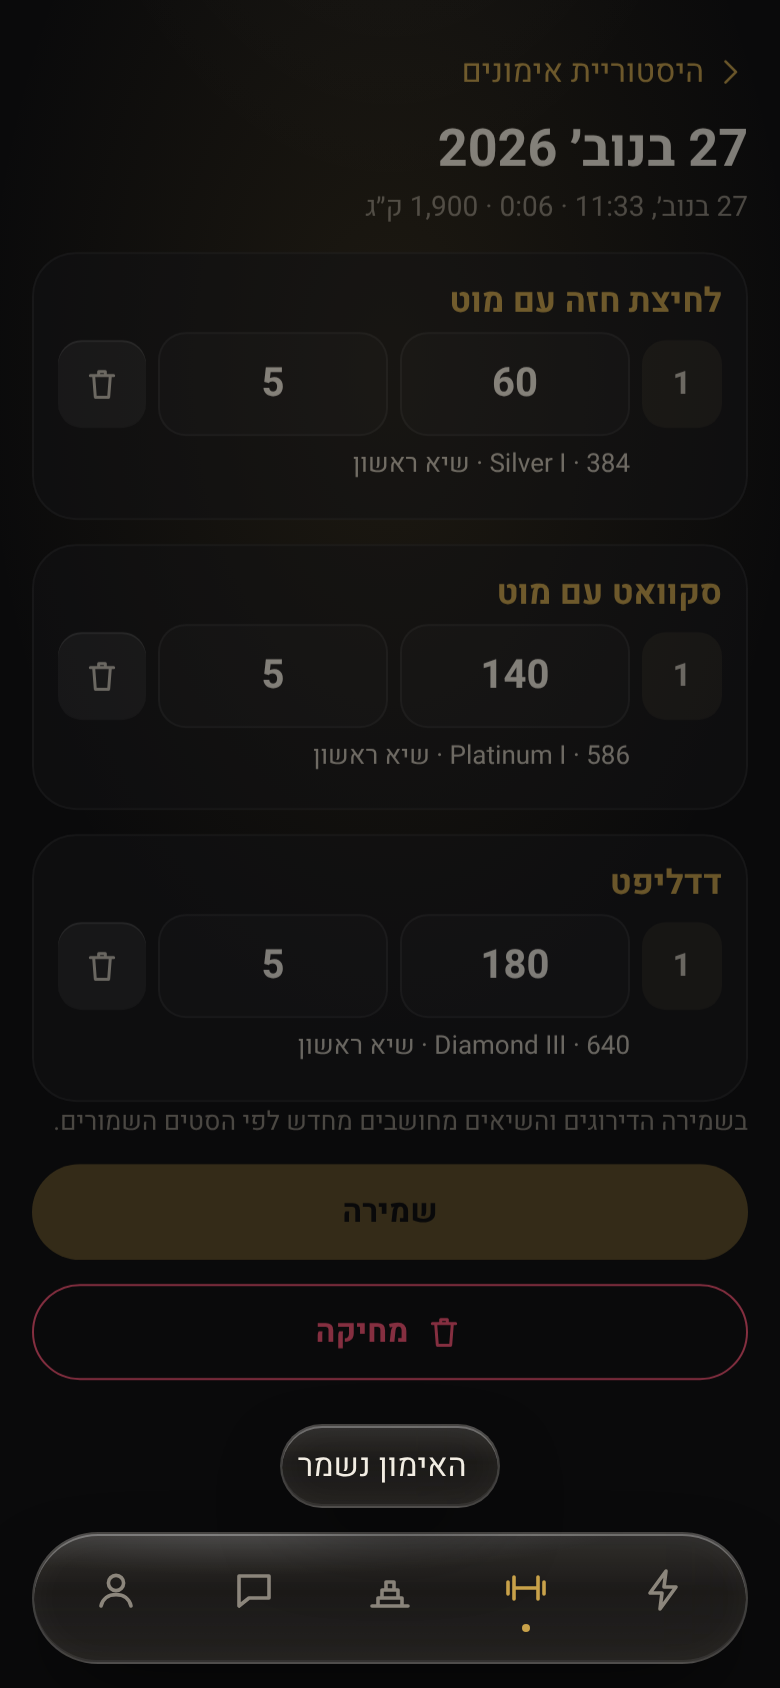 היסטוריית אימונים
27 בנוב׳ 2026
27 בנוב׳, 11:33 · 0:06 · 1,900 ק״ג
לחיצת חזה עם מוט
1 60 5
384 · Silver I · שיא ראשון
סקוואט עם מוט
1 140 5
586 · Platinum I · שיא ראשון
דדליפט
1 180 5
640 · Diamond III · שיא ראשון
בשמירה הדירוגים והשיאים מחושבים מחדש לפי הסטים השמורים.
שמירה
מחיקה
האימון נשמר